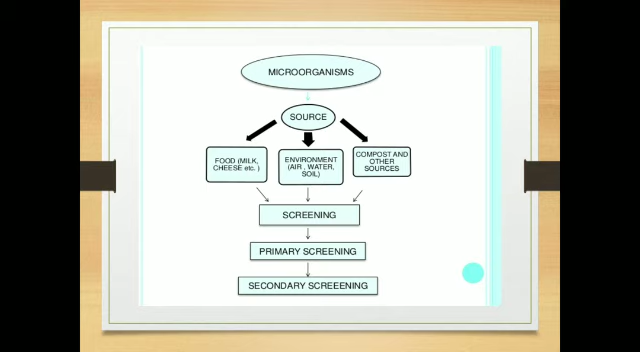 MICROORGANISMS
SOURCE
FOOD (MILK,
CHEESE etc. )
ENVIRONMENT
(AIR , WATER,
SOIL)
COMPOST AND
OTHER
SOURCES
SCREENING
PRIMARY SCREENING
SECONDARY SCREEENING